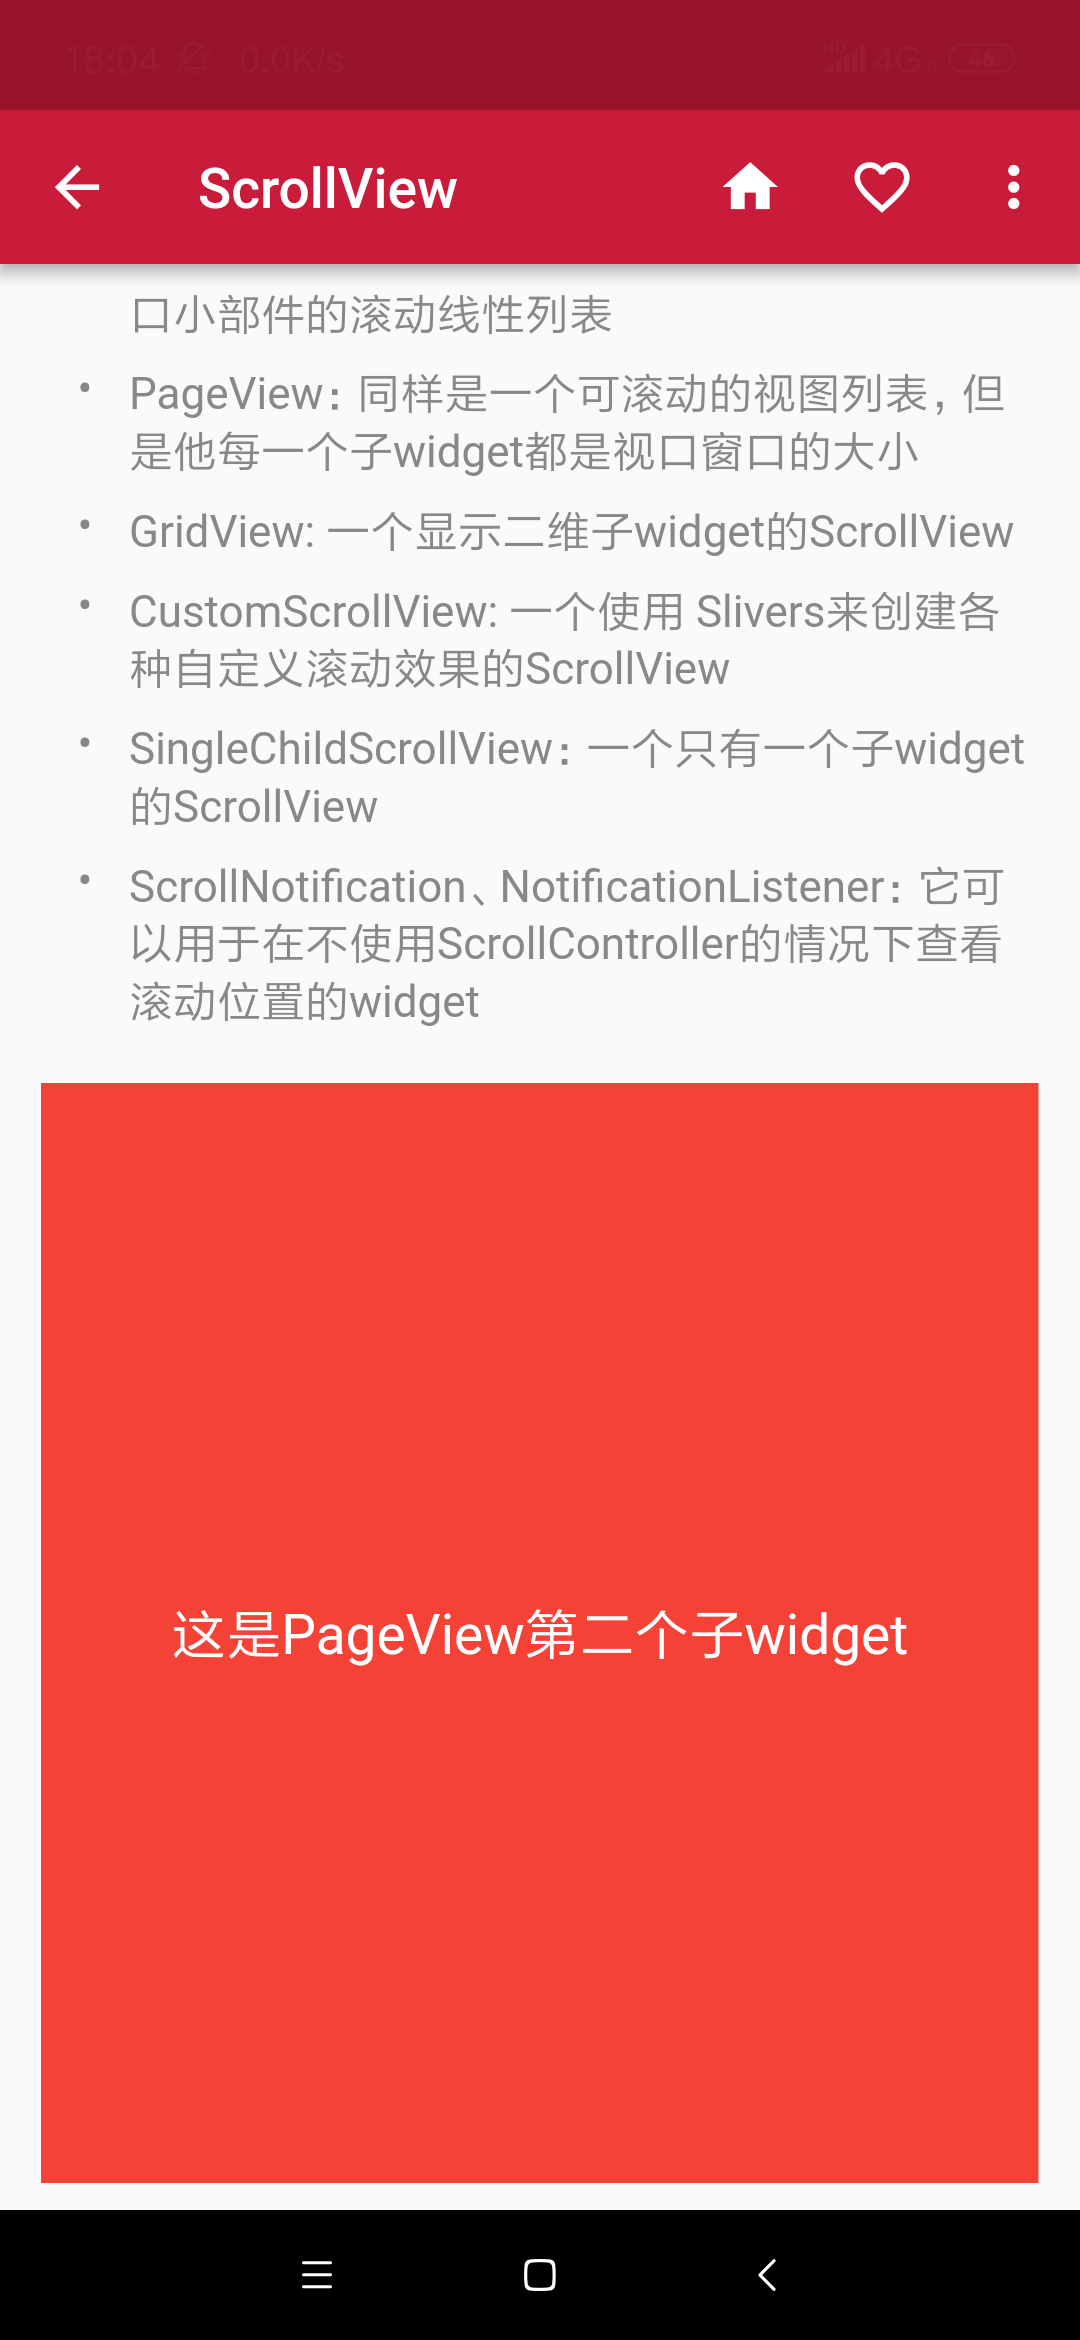 18:04 0.0K/s HD 4G 46
ScrollView
口小部件的滚动线性列表
• PageView：同样是一个可滚动的视图列表，但
是他每一个子widget都是视口窗口的大小
• GridView: 一个显示二维子widget的ScrollView
• CustomScrollView: 一个使用 Slivers来创建各
种自定义滚动效果的ScrollView
• SingleChildScrollView：一个只有一个子widget
的ScrollView
• ScrollNotification、NotificationListener：它可
以用于在不使用ScrollController的情况下查看
滚动位置的widget
这是PageView第二个子widget